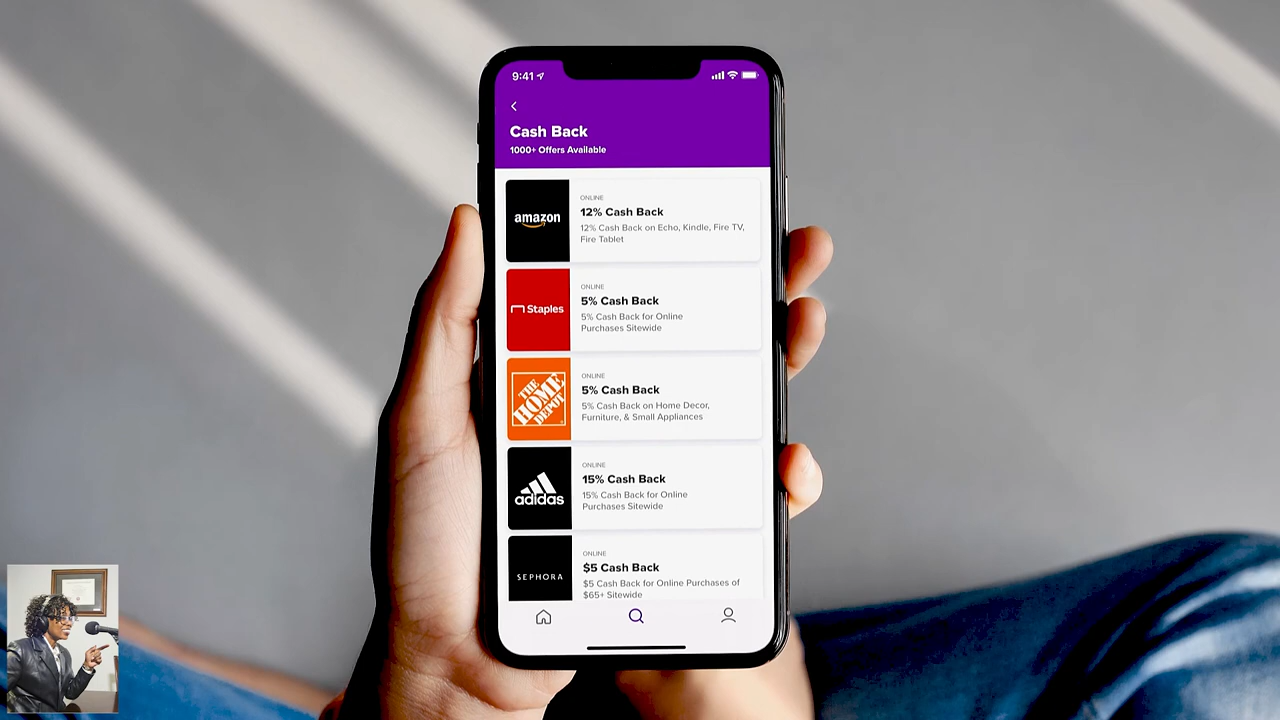 9:41
Cash Back
1000+ Offers Available
amazon
ONLINE
12% Cash Back
12% Cash Back on Echo, Kindle, Fire TV,
Fire Tablet
Staples
ONLINE
5% Cash Back
5% Cash Back for Online
Purchases Sitewide
THE
HOME
DEPOT
ONLINE
5% Cash Back
5% Cash Back on Home Decor,
Furniture, & Small Appliances
adidas
ONLINE
15% Cash Back
15% Cash Back for Online
Purchases Sitewide
SEPHORA
ONLINE
$5 Cash Back
$5 Cash Back for Online Purchases of
$65+ Sitewide